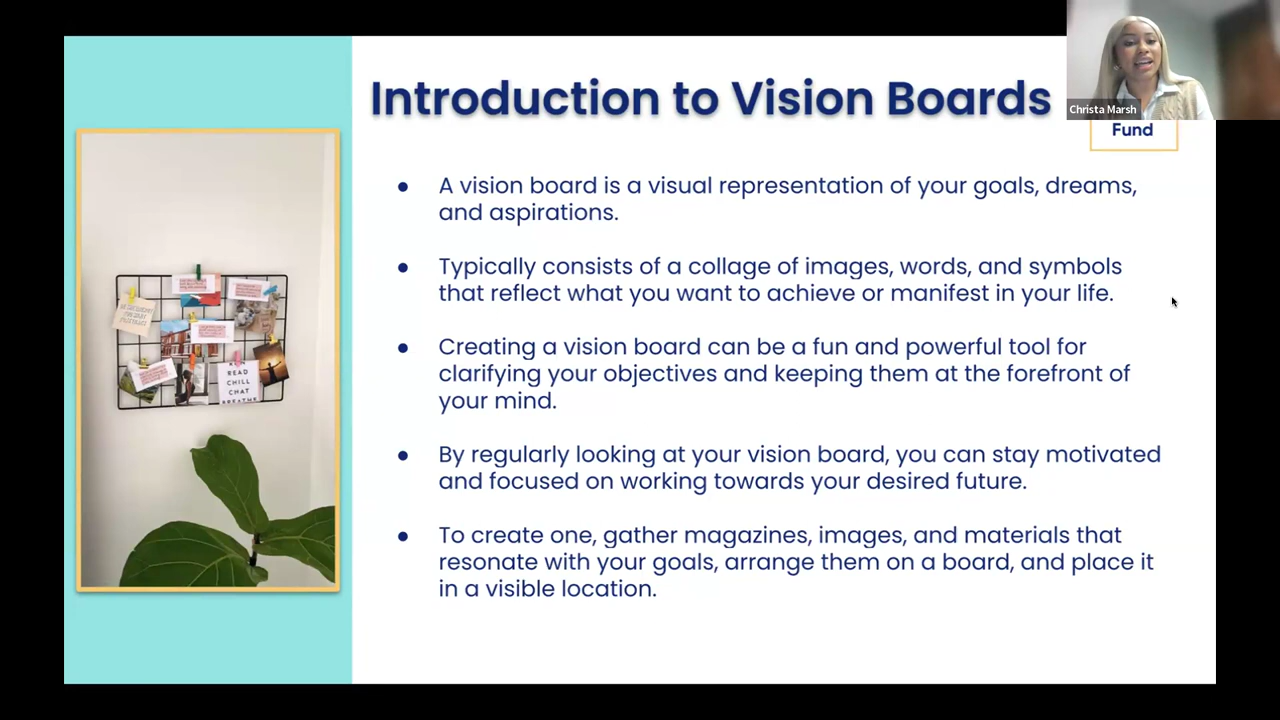 Introduction to Vision Boards
Christa Marsh
Fund
● A vision board is a visual representation of your goals, dreams,
and aspirations.
● Typically consists of a collage of images, words, and symbols
that reflect what you want to achieve or manifest in your life.
● Creating a vision board can be a fun and powerful tool for
clarifying your objectives and keeping them at the forefront of
your mind.
● By regularly looking at your vision board, you can stay motivated
and focused on working towards your desired future.
● To create one, gather magazines, images, and materials that
resonate with your goals, arrange them on a board, and place it
in a visible location.
READ
CHILL
CHAT
BREATHE